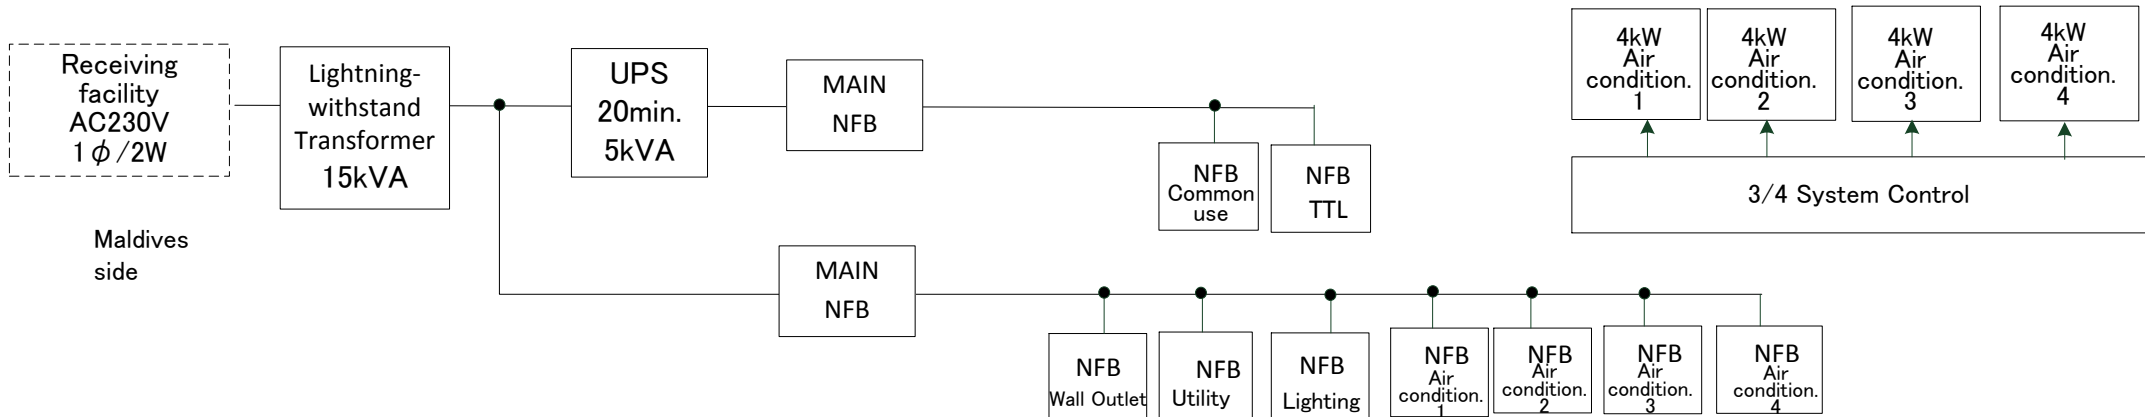 Receiving
facility
AC230V
1φ/2W
Maldives
side
Lightning-
withstand
Transformer
15kVA
UPS
20min.
5kVA
MAIN
NFB
NFB
Common
use
NFB
TTL
MAIN
NFB
NFB
Wall Outlet
NFB
Utility
NFB
Lighting
NFB
Air
condition.
1
NFB
Air
condition.
2
NFB
Air
condition.
3
NFB
Air
condition.
4
4kW
Air
condition.
1
4kW
Air
condition.
2
4kW
Air
condition.
3
4kW
Air
condition.
4
3/4 System Control